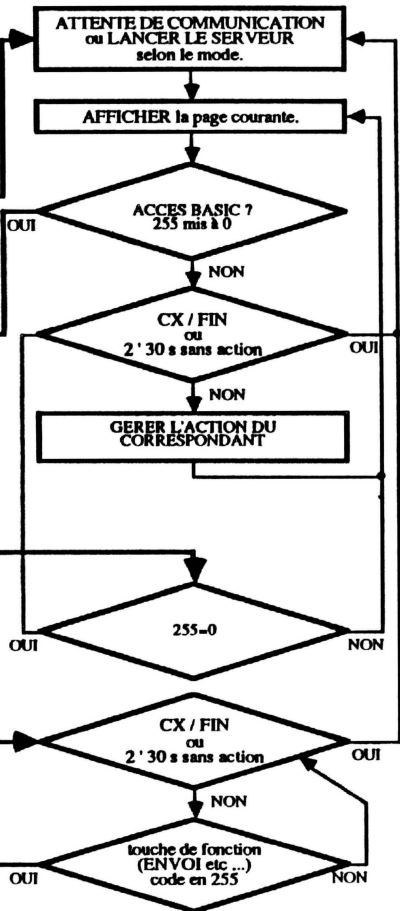 ATTENTE DE COMMUNICATION
ou LANCER LE SERVEUR
selon le mode.
AFFICHER la page courante.
ACCES BASIC ?
255 mis à 0
OUI
NON
CX / FIN
ou
2 ' 30 s sans action
OUI
NON
GERER L'ACTION DU
CORRESPONDANT
255=0
OUI
NON
CX / FIN
ou
2 ' 30 s sans action
OUI
NON
touche de fonction
(ENVOI etc ...)
code en 255
OUI
NON